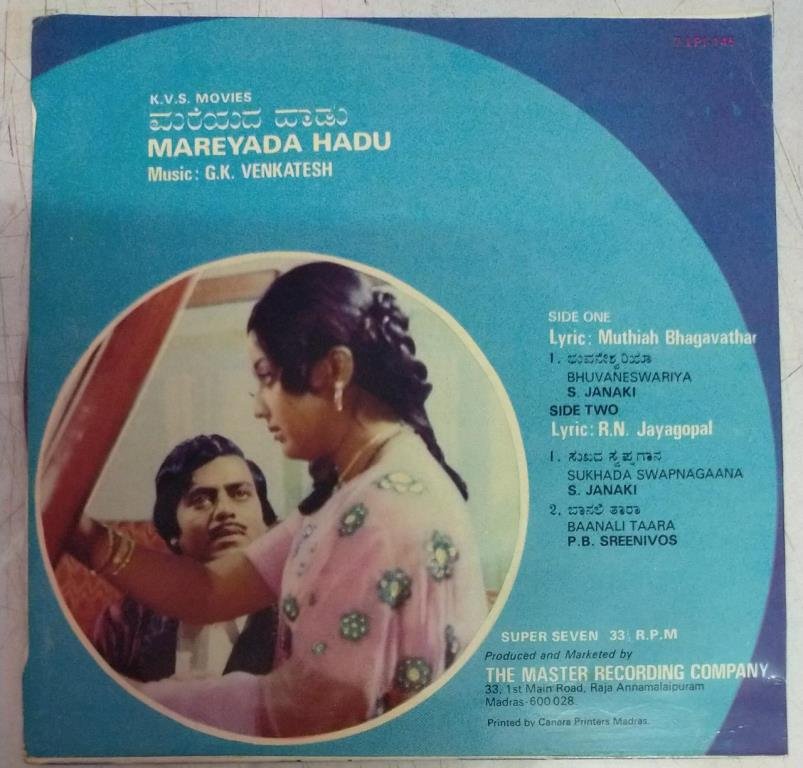 K.V.S. MOVIES
ಮರೆಯದ ಹಾಡು
MAREYADA HADU
Music: G.K. VENKATESH
SIDE ONE
Lyric: Muthiah Bhagavathar
1. ಭುವನೇಶ್ವರಿಯಾ
BHUVANESWARIYA
S. JANAKI
SIDE TWO
Lyric: R.N. Jayagopal
1. ಸುಖದ ಸ್ವಪ್ನಗಾನ
SUKHADA SWAPNAGAANA
S. JANAKI
2. ಬಾನಲಿ ತಾರಾ
BAANALI TAARA
P.B. SREENIVOS
SUPER SEVEN 33⅓ R.P.M
Produced and Marketed by
THE MASTER RECORDING COMPANY
33, 1st Main Road, Raja Annamalaipuram
Madras-600 028.
Printed by Canara Printers Madras.